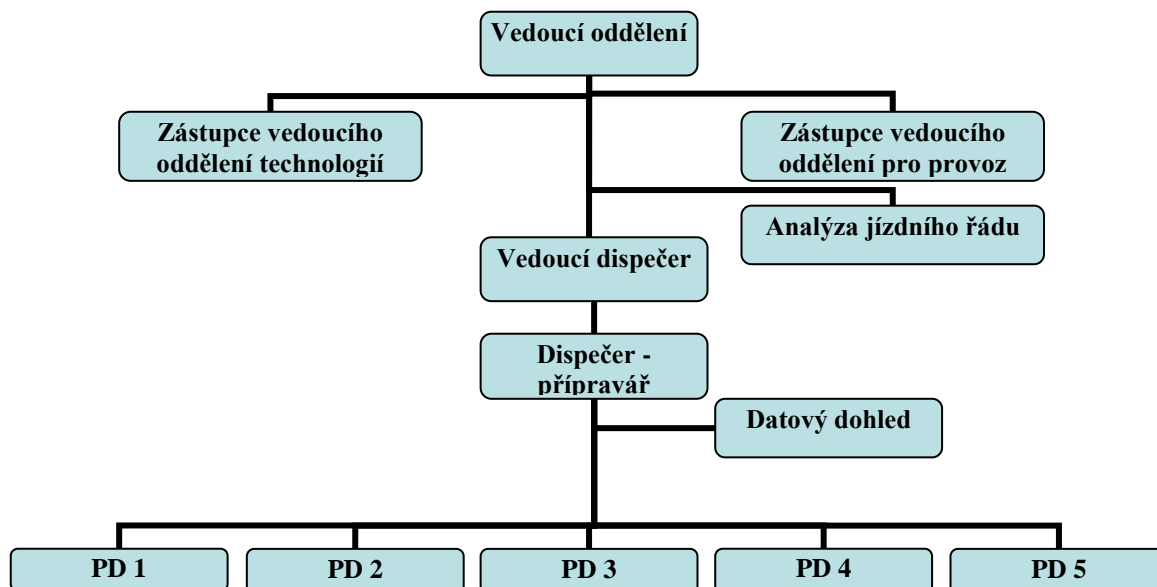 Vedoucí oddělení
Zástupce vedoucího
oddělení technologií
Zástupce vedoucího
oddělení pro provoz
Analýza jízdního řádu
Vedoucí dispečer
Dispečer -
přípravář
Datový dohled
PD 1
PD 2
PD 3
PD 4
PD 5